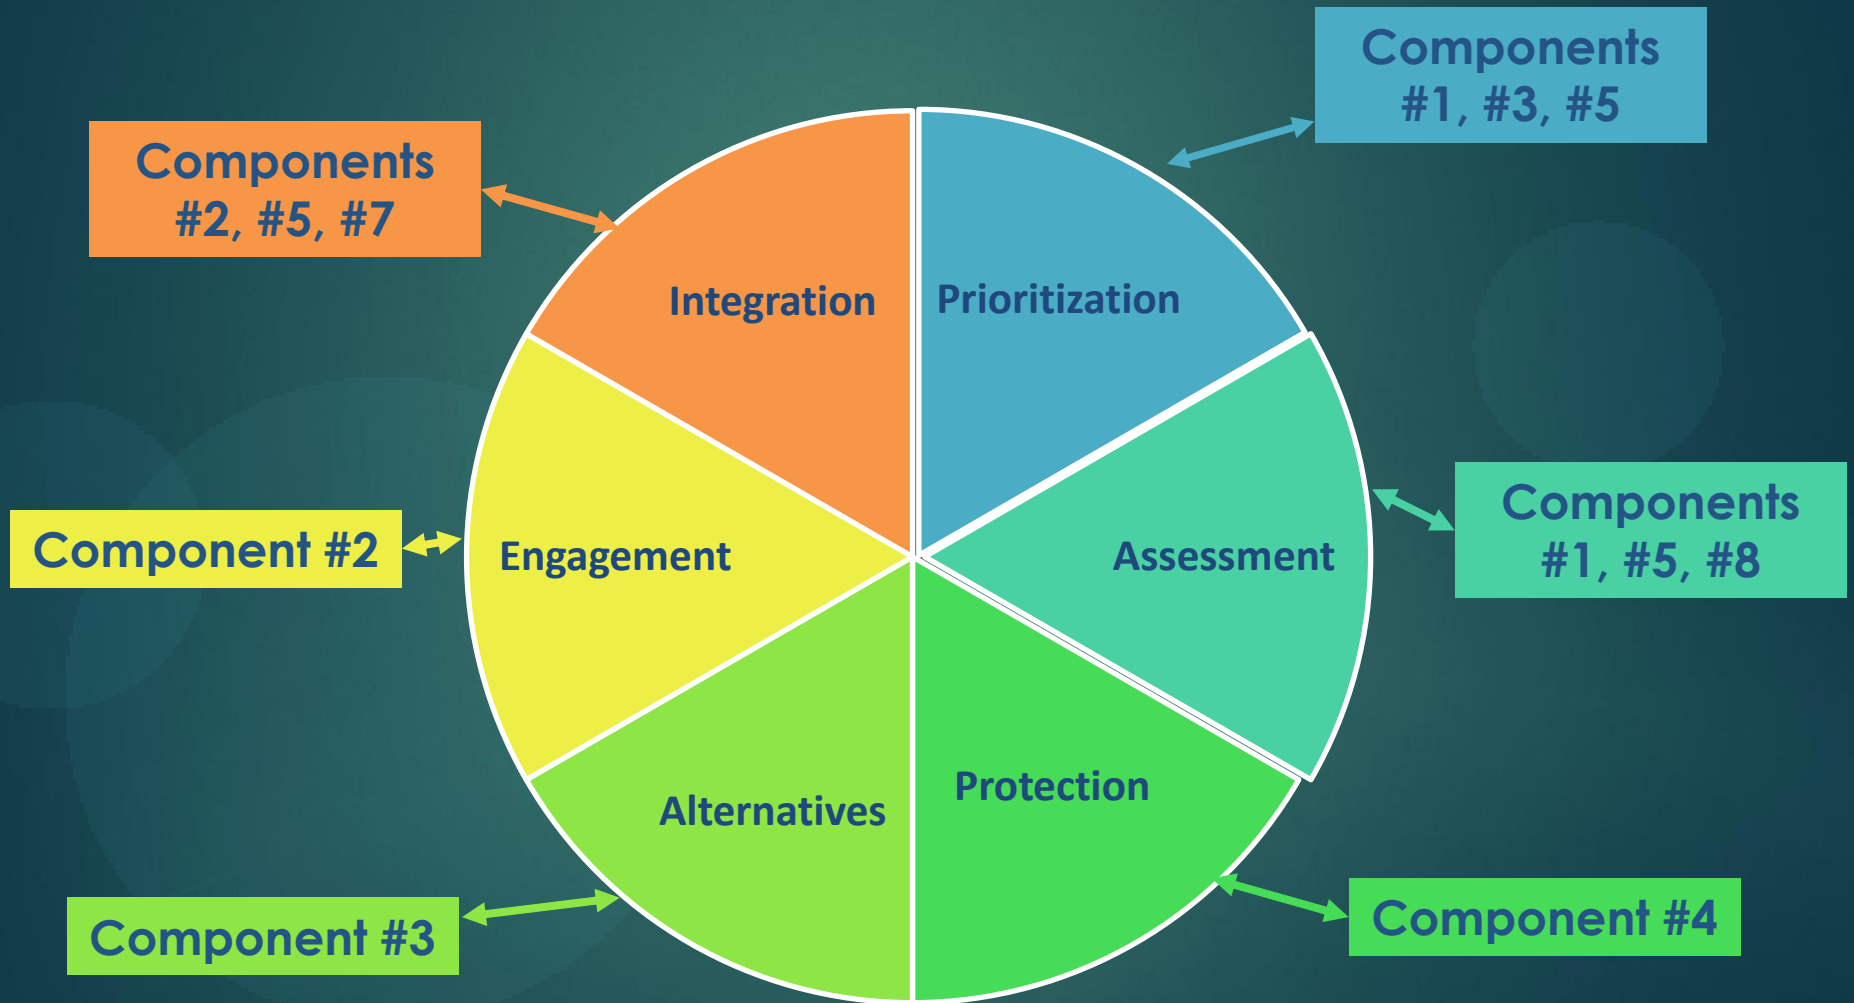 Components
#1, #3, #5
Components
#2, #5, #7
Integration
Prioritization
Components
#1, #5, #8
Component #2
Engagement
Assessment
Protection
Alternatives
Component #3
Component #4